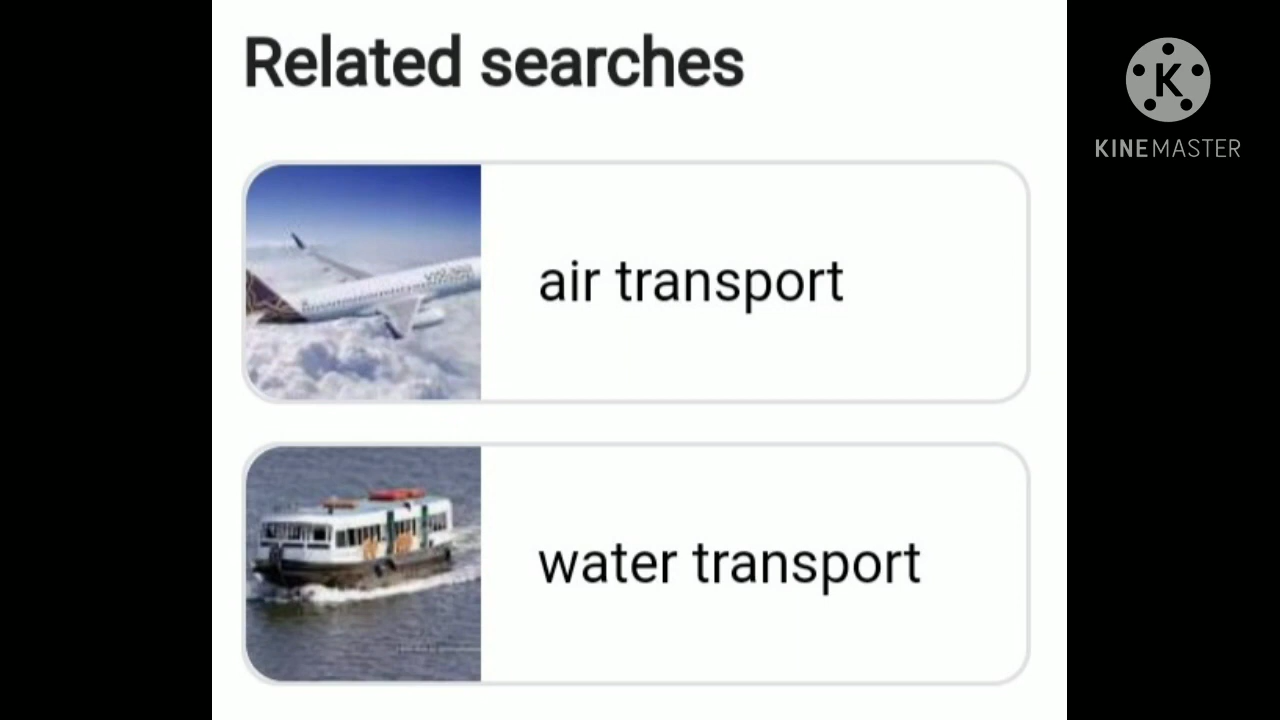 Related searches
K
KINEMASTER
air transport
water transport